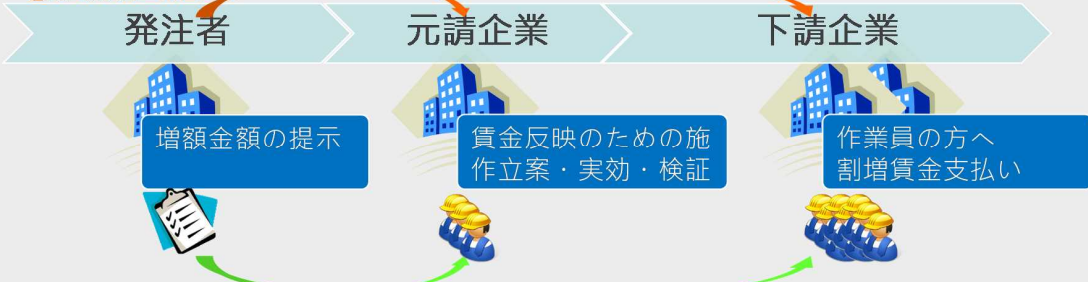 発注者
元請企業
下請企業
増額金額の提示
賃金反映のための施
作立案・実効・検証
作業員の方へ
割増賃金支払い